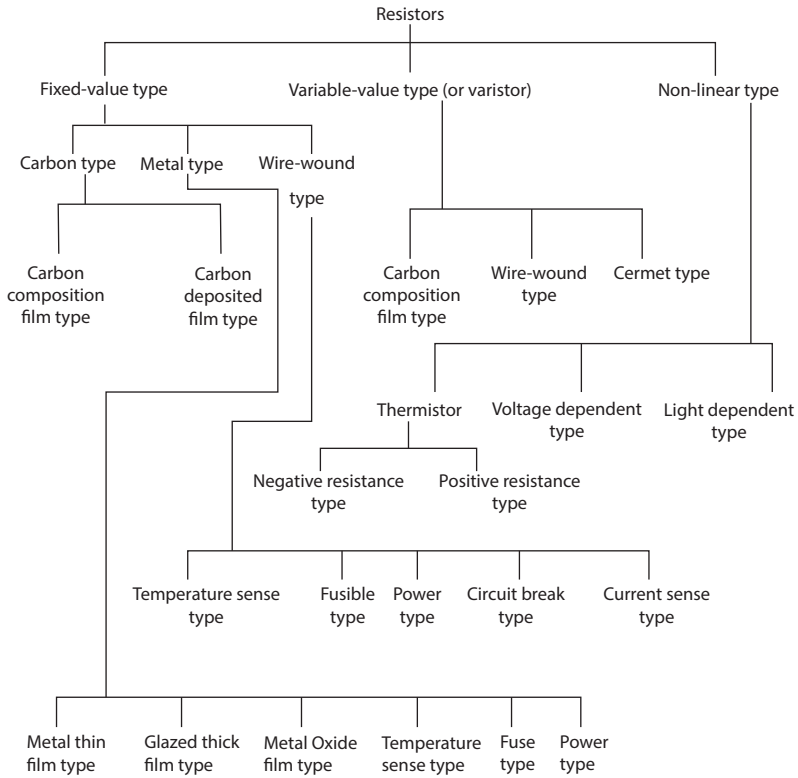 Resistors
Fixed-value type
Variable-value type (or varistor)
Non-linear type
Carbon type
Metal type
Wire-wound
type
Carbon
composition
film type
Carbon
deposited
film type
Carbon
composition
film type
Wire-wound
type
Cermet type
Thermistor
Voltage dependent
type
Light dependent
type
Negative resistance
type
Positive resistance
type
Temperature sense
type
Fusible
type
Power
type
Circuit break
type
Current sense
type
Metal thin
film type
Glazed thick
film type
Metal Oxide
film type
Temperature
sense type
Fuse
type
Power
type